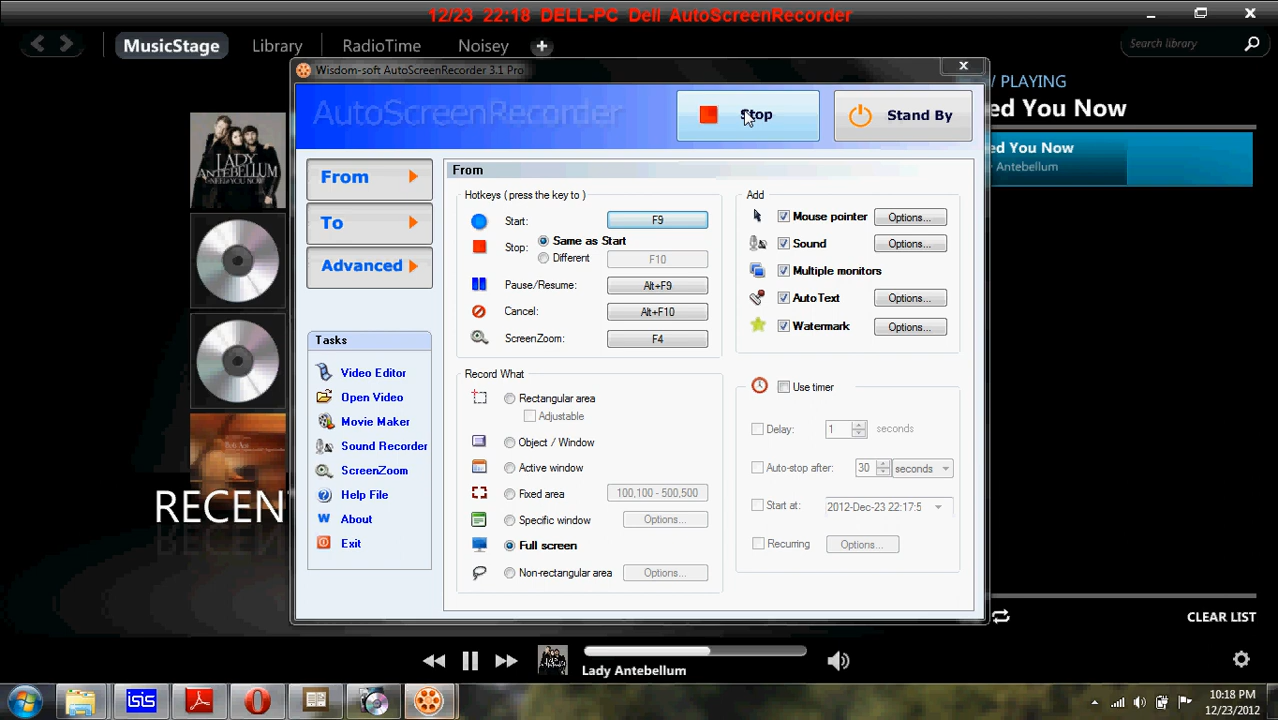 12/23 22:18 DELL-PC Dell AutoScreenRecorder
MusicStage
Library
RadioTime
Noisey
Search library
Wisdom-soft AutoScreenRecorder 3.1 Pro
PLAYING
ed You Now
AutoScreenRecorder
Stop
Stand By
LADY
ANTEBELLUM
NEED YOU NOW
ed You Now
Antebellum
From
To
Advanced
From
Hotkeys ( press the key to )
Start:
F9
Stop:
Same as Start
Different
F10
Pause/Resume:
Alt+F9
Cancel:
Alt+F10
ScreenZoom:
F4
Add
Mouse pointer
Options...
Sound
Options...
Multiple monitors
Auto Text
Options...
Watermark
Options...
Tasks
Video Editor
Open Video
Movie Maker
Sound Recorder
ScreenZoom
Help File
About
Exit
Record What
Rectangular area
Adjustable
Object / Window
Active window
Fixed area
100,100 - 500,500
Specific window
Options...
Full screen
Non-rectangular area
Options...
Use timer
Delay:
1
seconds
Auto-stop after:
30
seconds
Start at:
2012-Dec-23 22:17:5
Recurring
Options...
RECEN
CLEAR LIST
Lady Antebellum
isis
10:18 PM
12/23/2012